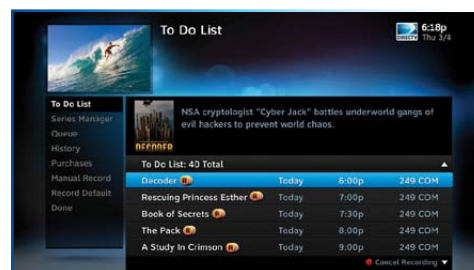 To Do List
6:18p
DIRECTV
Thu 3/4
To Do List
Series Manager
Queue
History
Purchases
Manual Record
Record Default
Done
NSA cryptologist "Cyber Jack" battles underworld gangs of
evil hackers to prevent world chaos.
DECODER
To Do List: 40 Total
Decoder R Today 6:00p 249 COM
Rescuing Princess Esther R Today 7:00p 249 COM
Book of Secrets R Today 7:30p 249 COM
The Pack R Today 8:00p 249 COM
A Study In Crimson R Today 9:00p 249 COM
Cancel Recording